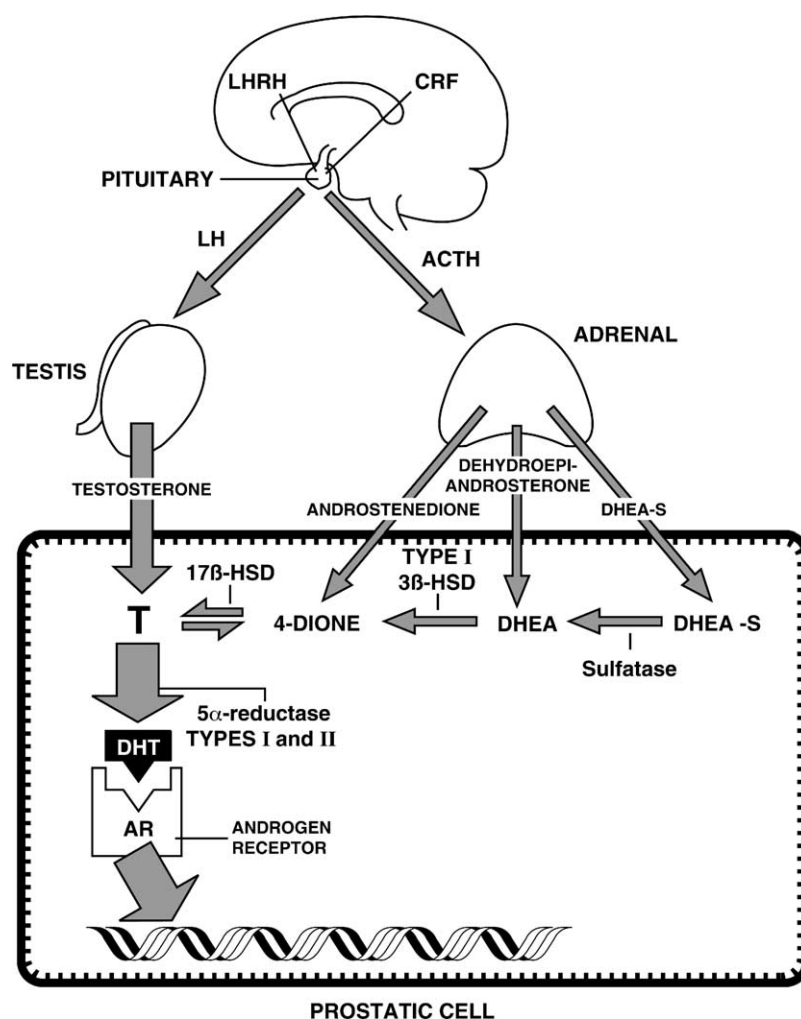 LHRH
CRF
PITUITARY
LH
ACTH
TESTIS
ADRENAL
TESTOSTERONE
ANDROSTENEDIONE
DEHYDROEPI-
ANDROSTERONE
DHEA-S
17ß-HSD
TYPE I
3ß-HSD
T
4-DIONE
DHEA
DHEA -S
Sulfatase
5α-reductase
TYPES I and II
DHT
AR
ANDROGEN
RECEPTOR
PROSTATIC CELL